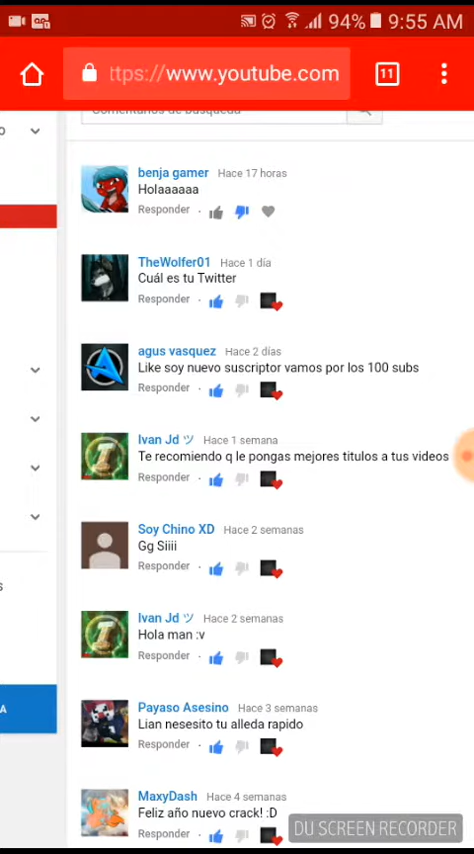 94% 9:55 AM
ttps://www.youtube.com 11
Comentarios de búsqueda
O
benja gamer Hace 17 horas
Holaaaaaa
Responder
TheWolfer01 Hace 1 día
Cuál es tu Twitter
Responder
agus vasquez Hace 2 días
Like soy nuevo suscriptor vamos por los 100 subs
Responder
Ivan Jd ツ Hace 1 semana
Te recomiendo q le pongas mejores titulos a tus videos
Responder
Soy Chino XD Hace 2 semanas
Gg Siiii
Responder
S
Ivan Jd ツ Hace 2 semanas
Hola man :v
Responder
Payaso Asesino Hace 3 semanas
A
Lian nesesito tu alleda rapido
Responder
MaxyDash Hace 4 semanas
Feliz año nuevo crack! :D
Responder
DU SCREEN RECORDER